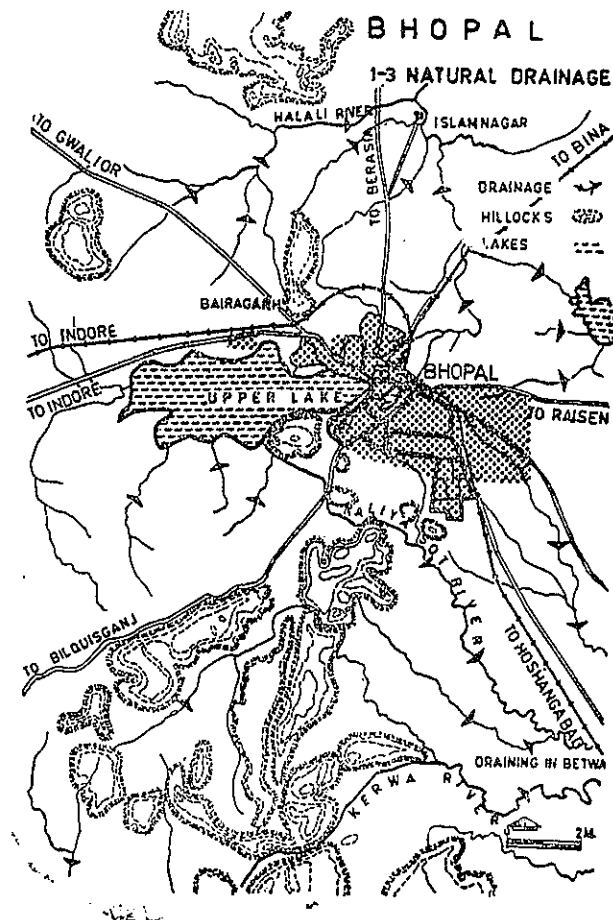 BHOPAL
1-3 NATURAL DRAINAGE
HALALI RIVER
ISLAMNAGAR
TO GWALIOR
TO BERASIA
TO BINA
DRAINAGE
HILLOCKS
LAKES
BAIRAGARH
TO INDORE
BHOPAL
TO INDORE
UPPER LAKE
TO RAISEN
KALIYASOT RIVER
TO BILQUISGANJ
TO HOSHANGABAD
DRAINING IN BETWA
KERWA RIVER
2M.